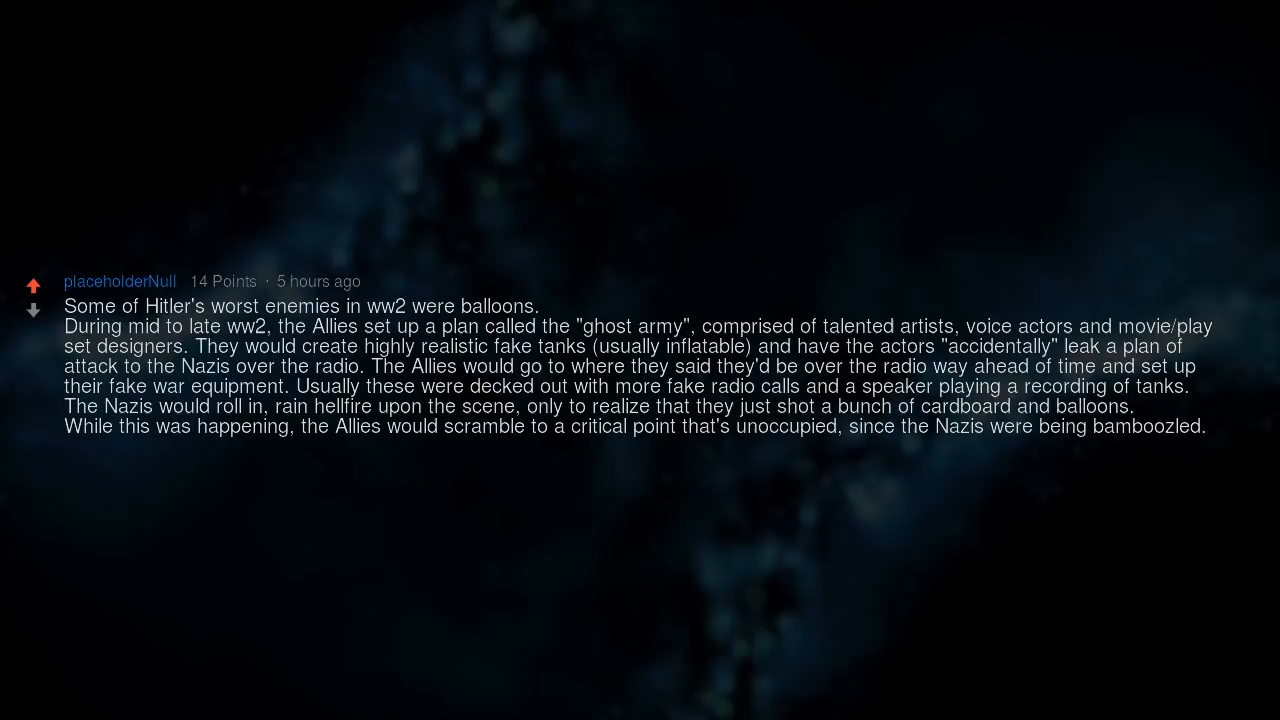 placeholderNull 14 Points · 5 hours ago
Some of Hitler's worst enemies in ww2 were balloons.
During mid to late ww2, the Allies set up a plan called the "ghost army", comprised of talented artists, voice actors and movie/play
set designers. They would create highly realistic fake tanks (usually inflatable) and have the actors "accidentally" leak a plan of
attack to the Nazis over the radio. The Allies would go to where they said they'd be over the radio way ahead of time and set up
their fake war equipment. Usually these were decked out with more fake radio calls and a speaker playing a recording of tanks.
The Nazis would roll in, rain hellfire upon the scene, only to realize that they just shot a bunch of cardboard and balloons.
While this was happening, the Allies would scramble to a critical point that's unoccupied, since the Nazis were being bamboozled.